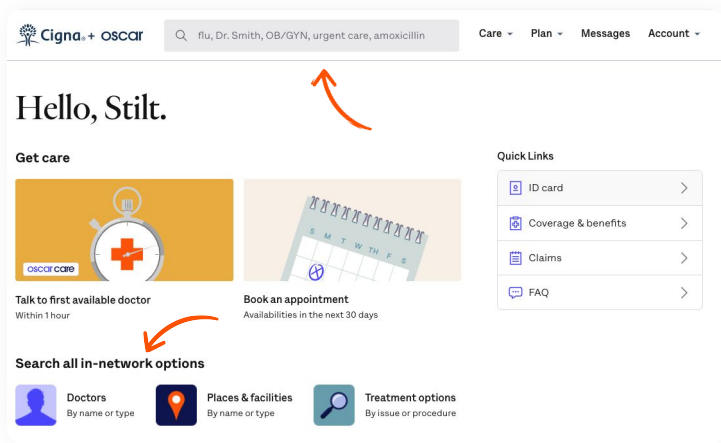 Cigna® + oscar
flu, Dr. Smith, OB/GYN, urgent care, amoxicillin
Care
Plan
Messages
Account
Hello, Stilt.
Get care
oscar care
S M T W TH F S
Talk to first available doctor
Within 1 hour
Book an appointment
Availabilities in the next 30 days
Quick Links
ID card
Coverage & benefits
Claims
FAQ
Search all in-network options
Doctors
By name or type
Places & facilities
By name or type
Treatment options
By issue or procedure